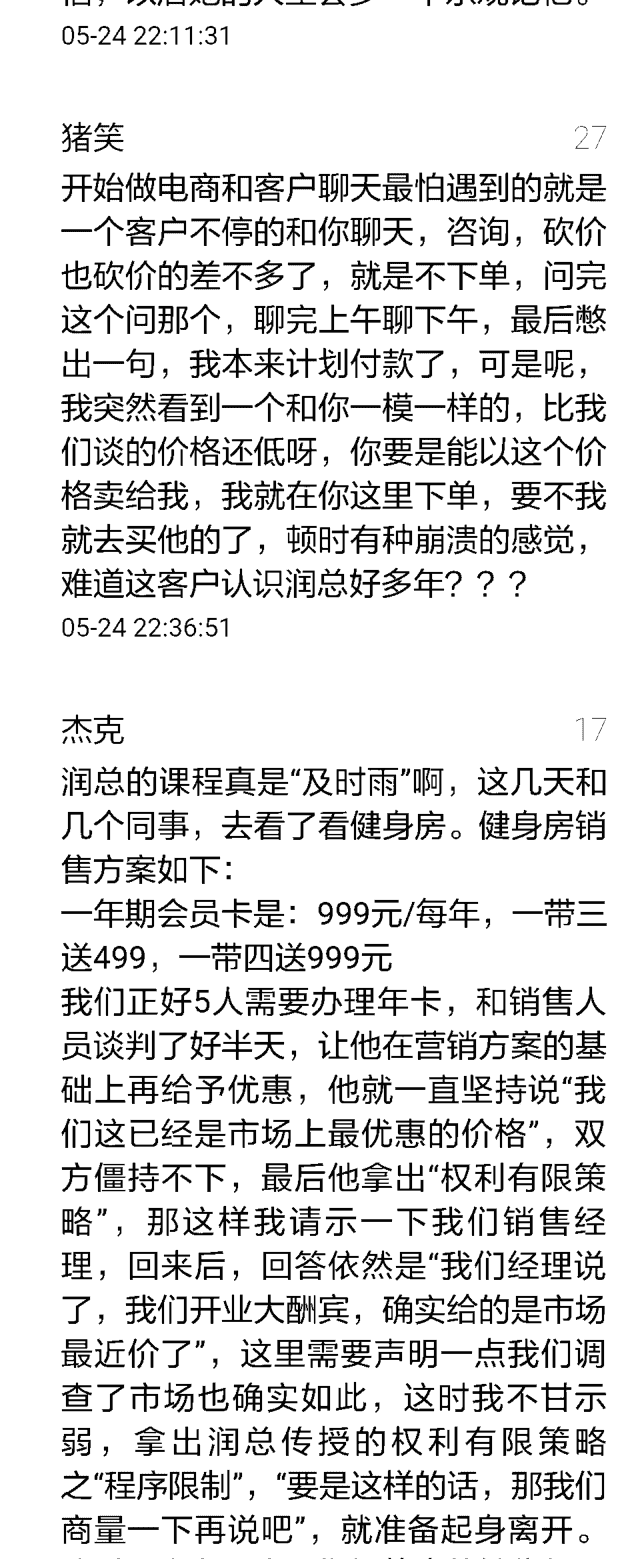 05-24 22:11:31
猪笑 27
开始做电商和客户聊天最怕遇到的就是
一个客户不停的和你聊天，咨询，砍价
也砍价的差不多了，就是不下单，问完
这个问那个，聊完上午聊下午，最后憋
出一句，我本来计划付款了，可是呢，
我突然看到一个和你一模一样的，比我
们谈的价格还低呀，你要是能以这个价
格卖给我，我就在你这里下单，要不我
就去买他的了，顿时有种崩溃的感觉，
难道这客户认识润总好多年？？？
05-24 22:36:51
杰克 17
润总的课程真是“及时雨”啊，这几天和
几个同事，去看了看健身房。健身房销
售方案如下：
一年期会员卡是：999元/每年，一带三
送499，一带四送999元
我们正好5人需要办理年卡，和销售人
员谈判了好半天，让他在营销方案的基
础上再给予优惠，他就一直坚持说“我
们这已经是市场上最优惠的价格”，双
方僵持不下，最后他拿出“权利有限策
略”，那这样我请示一下我们销售经
理，回来后，回答依然是“我们经理说
了，我们开业大酬宾，确实给的是市场
最近价了”，这里需要声明一点我们调
查了市场也确实如此，这时我不甘示
弱，拿出润总传授的权利有限策略
之“程序限制”，“要是这样的话，那我们
商量一下再说吧”，就准备起身离开。